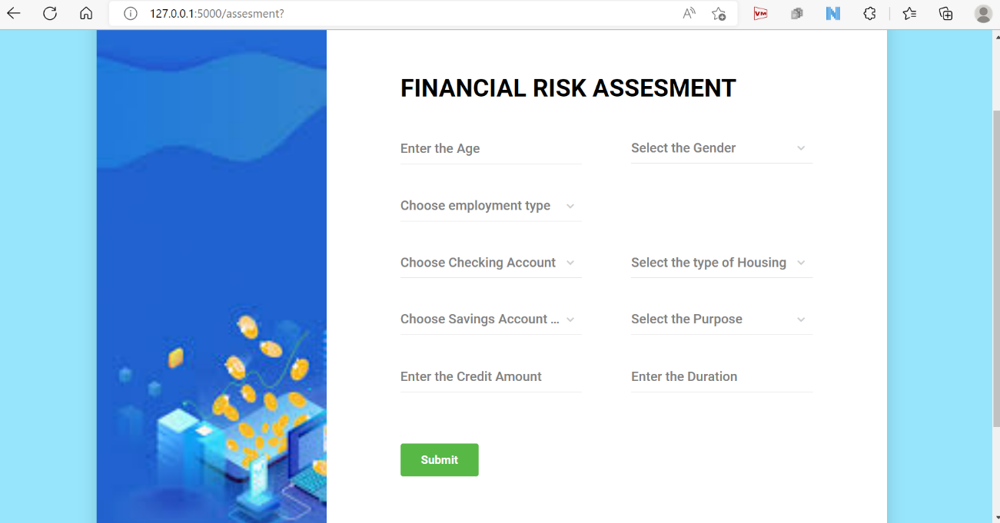 127.0.0.1:5000/assesment?
FINANCIAL RISK ASSESMENT
Enter the Age
Select the Gender
Choose employment type
Choose Checking Account
Select the type of Housing
Choose Savings Account ...
Select the Purpose
Enter the Credit Amount
Enter the Duration
Submit